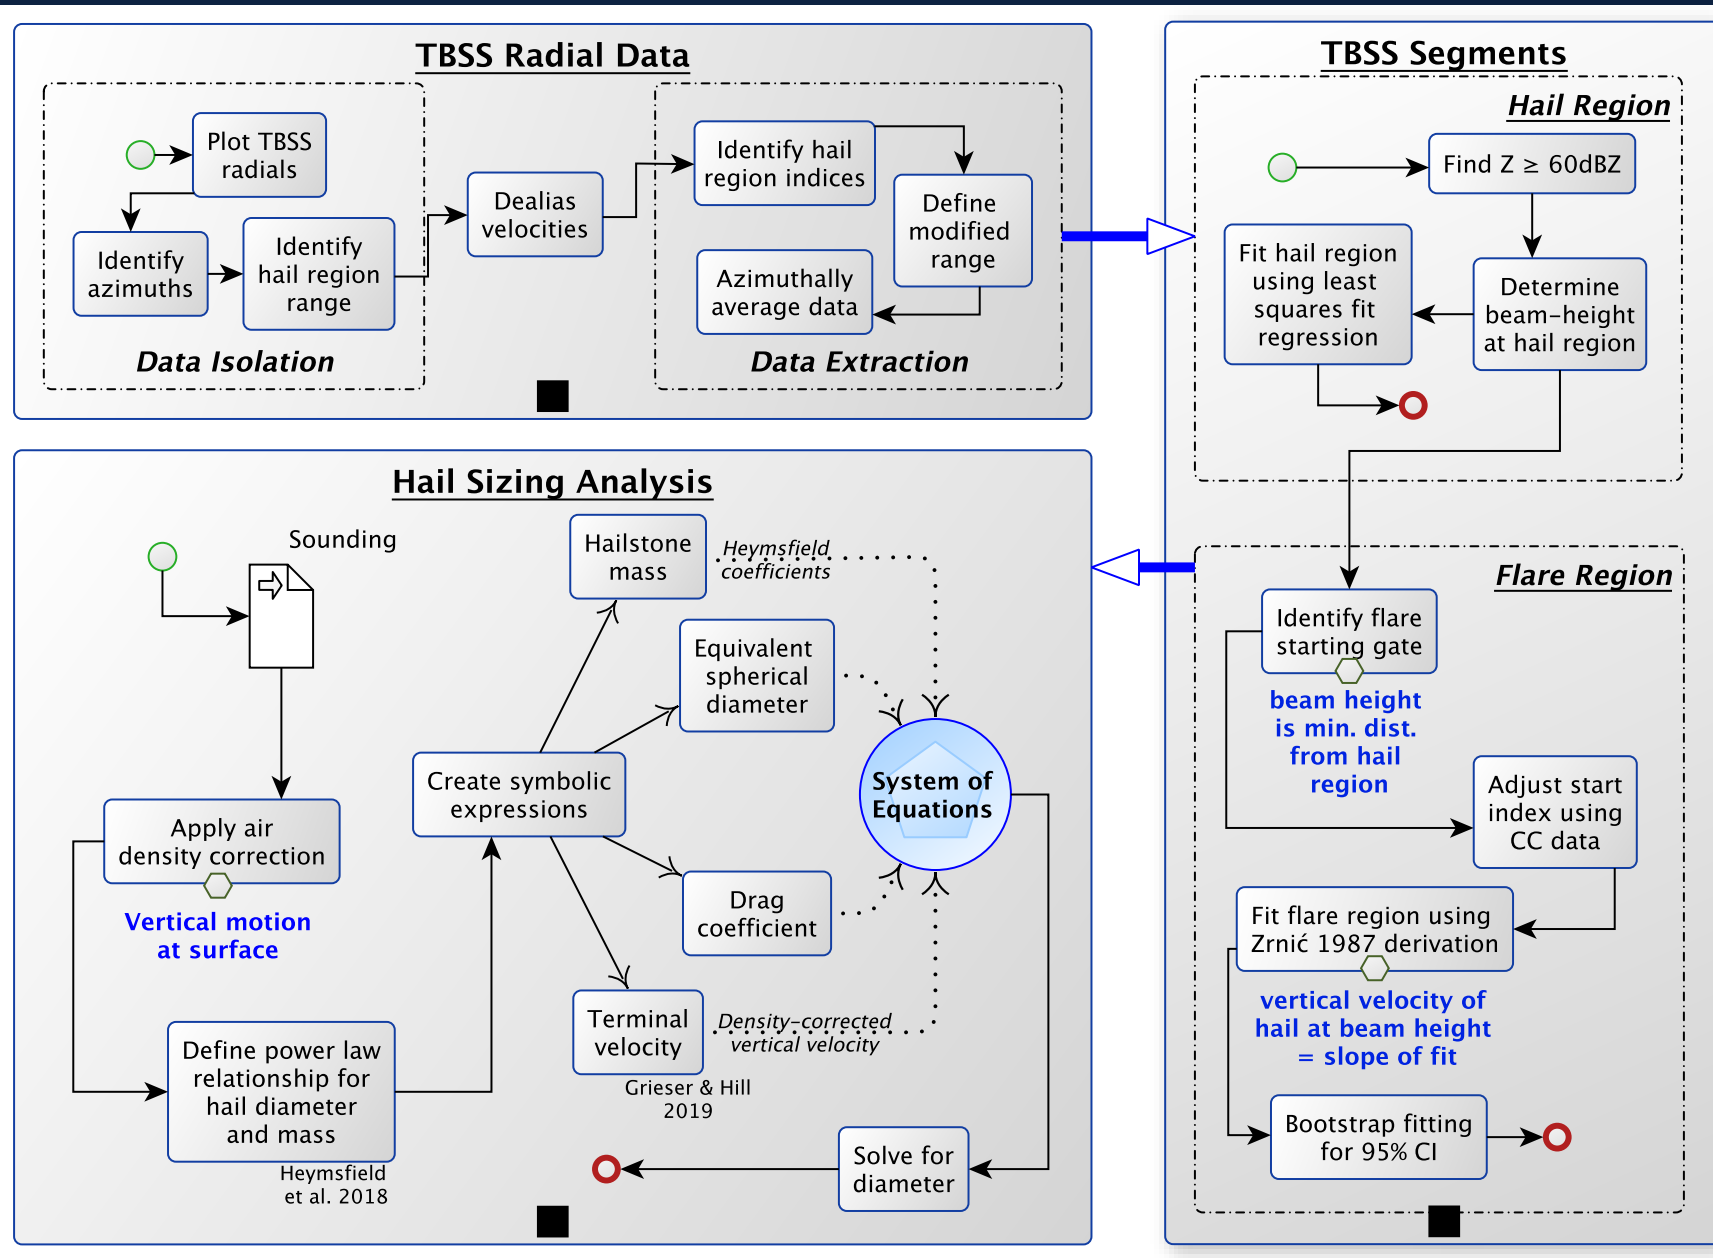 TBSS Radial Data
Plot TBSS
radials
Identify
azimuths
Identify
hail region
range
Data Isolation
Dealias
velocities
Identify hail
region indices
Define
modified
range
Azimuthally
average data
Data Extraction
TBSS Segments
Hail Region
Find Z ≥ 60dBZ
Determine
beam-height
at hail region
Fit hail region
using least
squares fit
regression
Flare Region
Identify flare
starting gate
beam height
is min. dist.
from hail
region
Adjust start
index using
CC data
Fit flare region using
Zrnić 1987 derivation
vertical velocity of
hail at beam height
= slope of fit
Bootstrap fitting
for 95% CI
Hail Sizing Analysis
Sounding
Apply air
density correction
Vertical motion
at surface
Define power law
relationship for
hail diameter
and mass
Heymsfield
et al. 2018
Create symbolic
expressions
Hailstone
mass
Heymsfield
coefficients
Equivalent
spherical
diameter
Drag
coefficient
Terminal
velocity
Density-corrected
vertical velocity
Grieser & Hill
2019
System of
Equations
Solve for
diameter